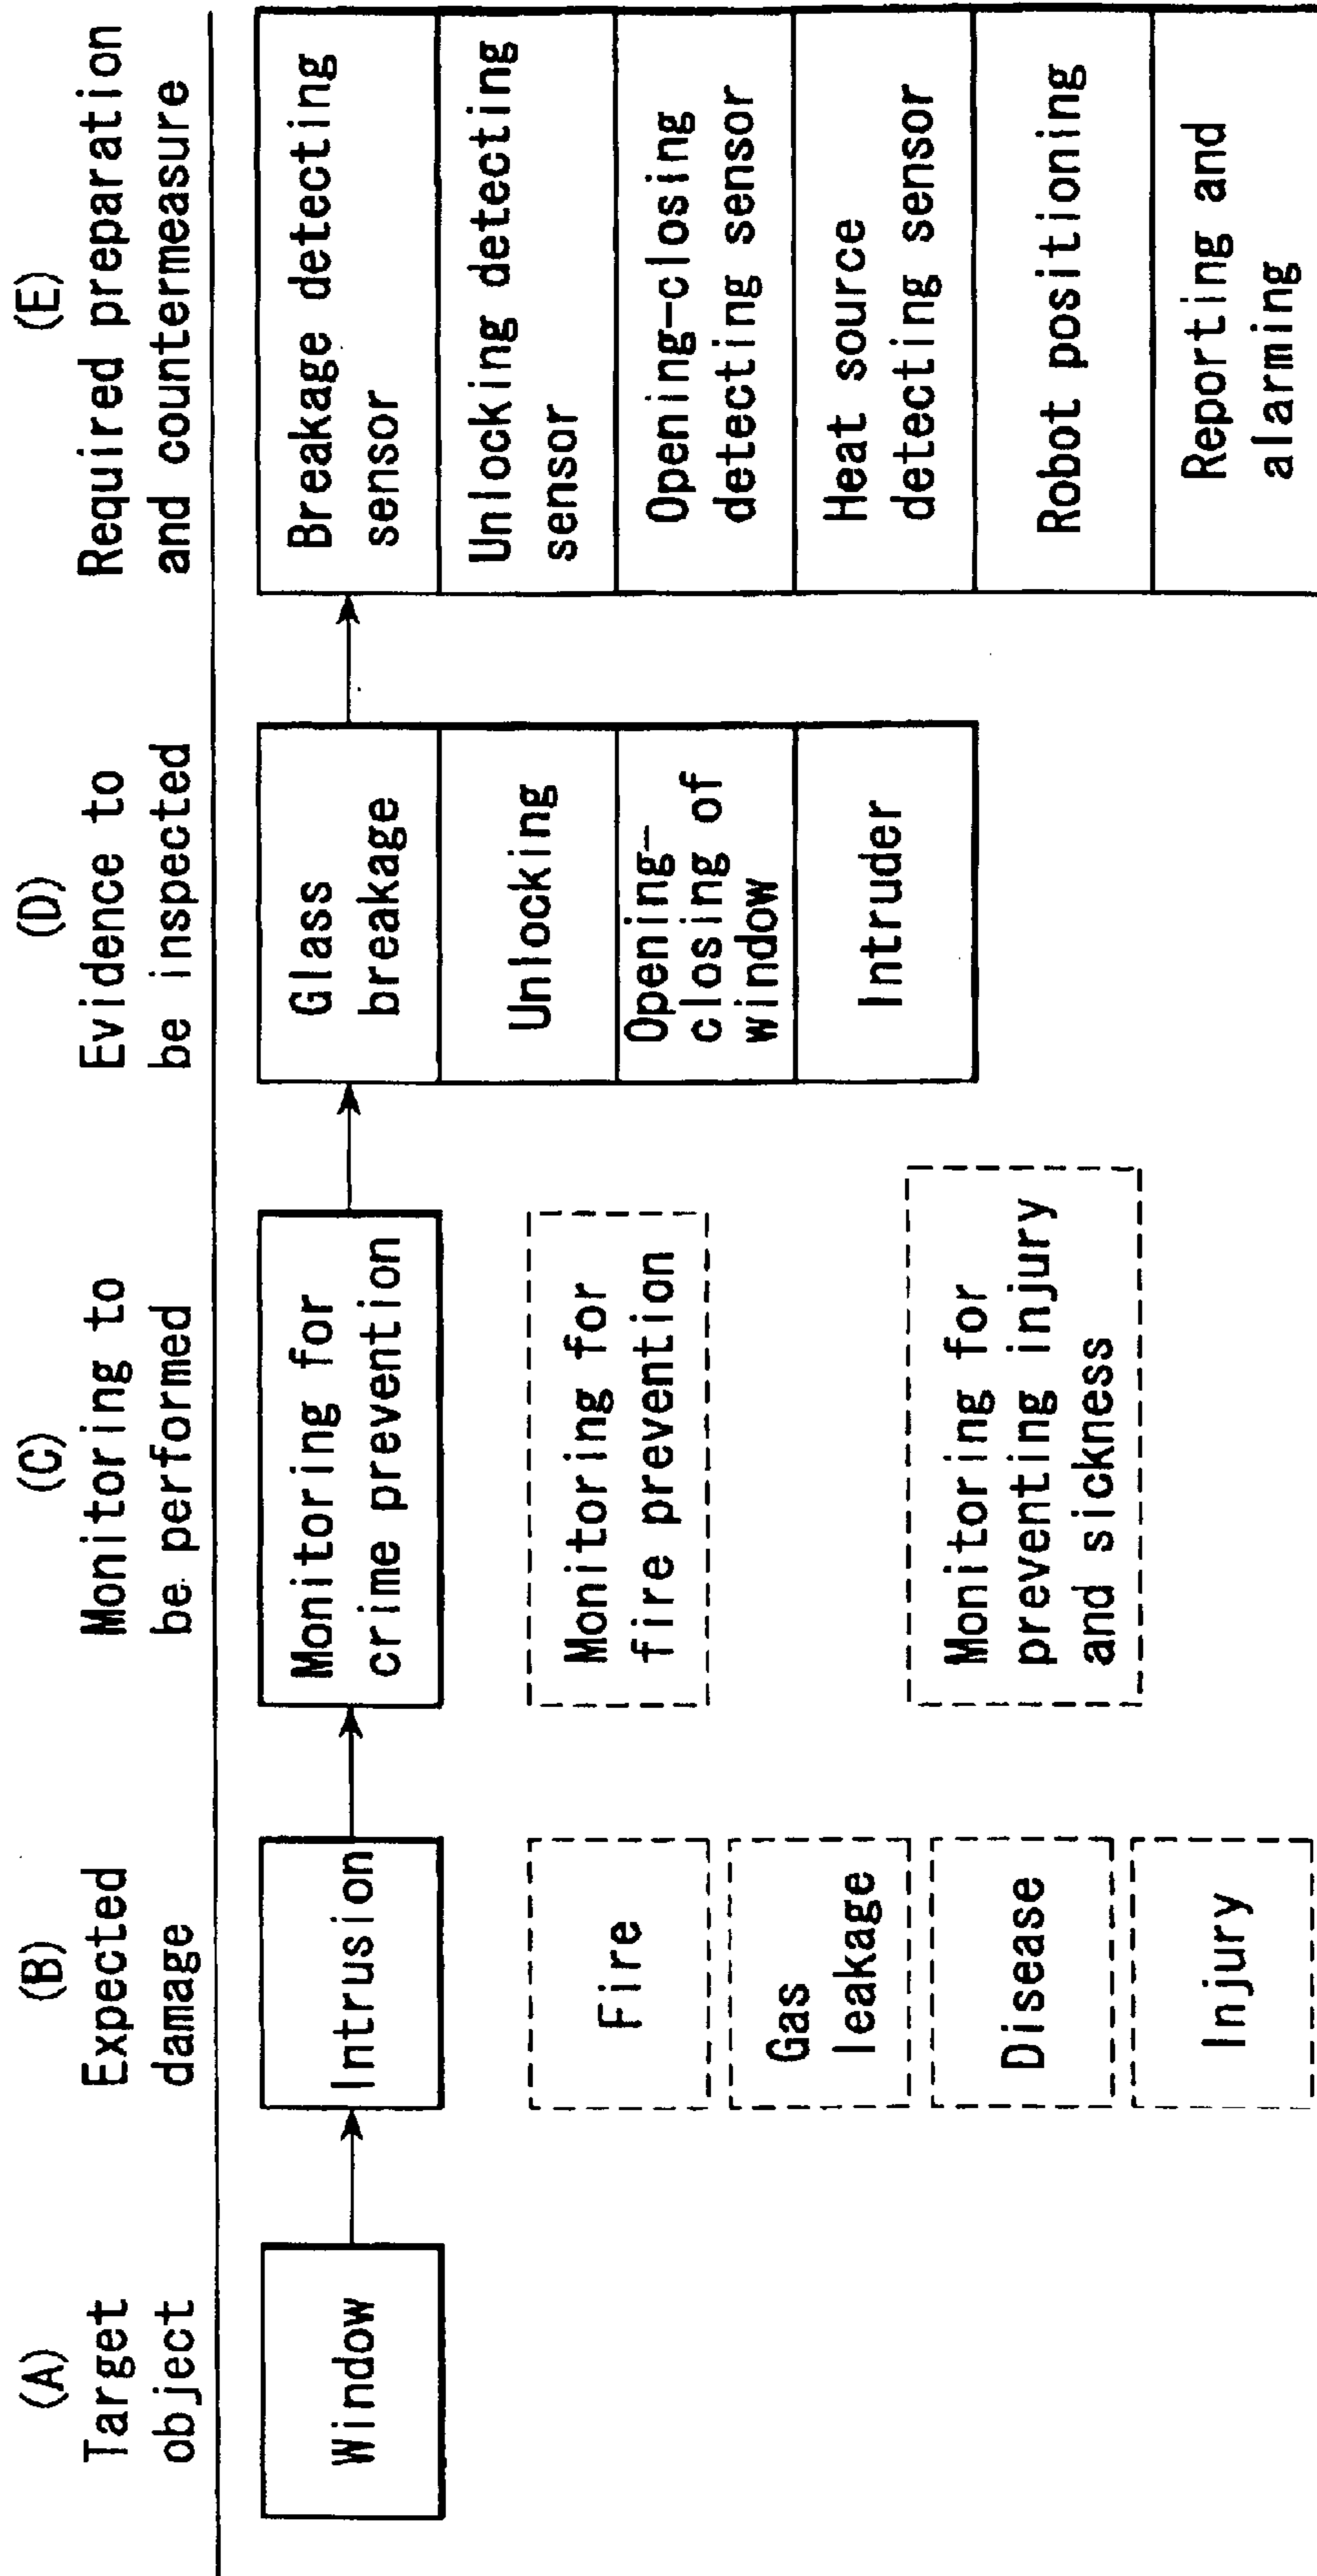 (A)
Target
object
(B)
Expected
damage
(C)
Monitoring to
be performed
(D)
Evidence to
be inspected
(E)
Required preparation
and countermeasure
Window
Intrusion
Fire
Gas
leakage
Disease
Injury
Monitoring for
crime prevention
Monitoring for
fire prevention
Monitoring for
preventing injury
and sickness
Glass
breakage
Unlocking
Opening-
closing of
window
Intruder
Breakage detecting
sensor
Unlocking detecting
sensor
Opening-closing
detecting sensor
Heat source
detecting sensor
Robot positioning
Reporting and
alarming